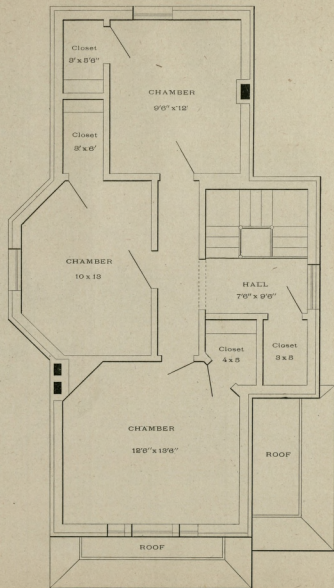 Closet
3' x 5'6"
CHAMBER
9'6" x 12'
Closet
3' x 6'
CHAMBER
10 x 13
HALL
7'6" x 9'6"
Closet
4 x 5
Closet
3 x 5
CHAMBER
12'6" x 13'6"
ROOF
ROOF